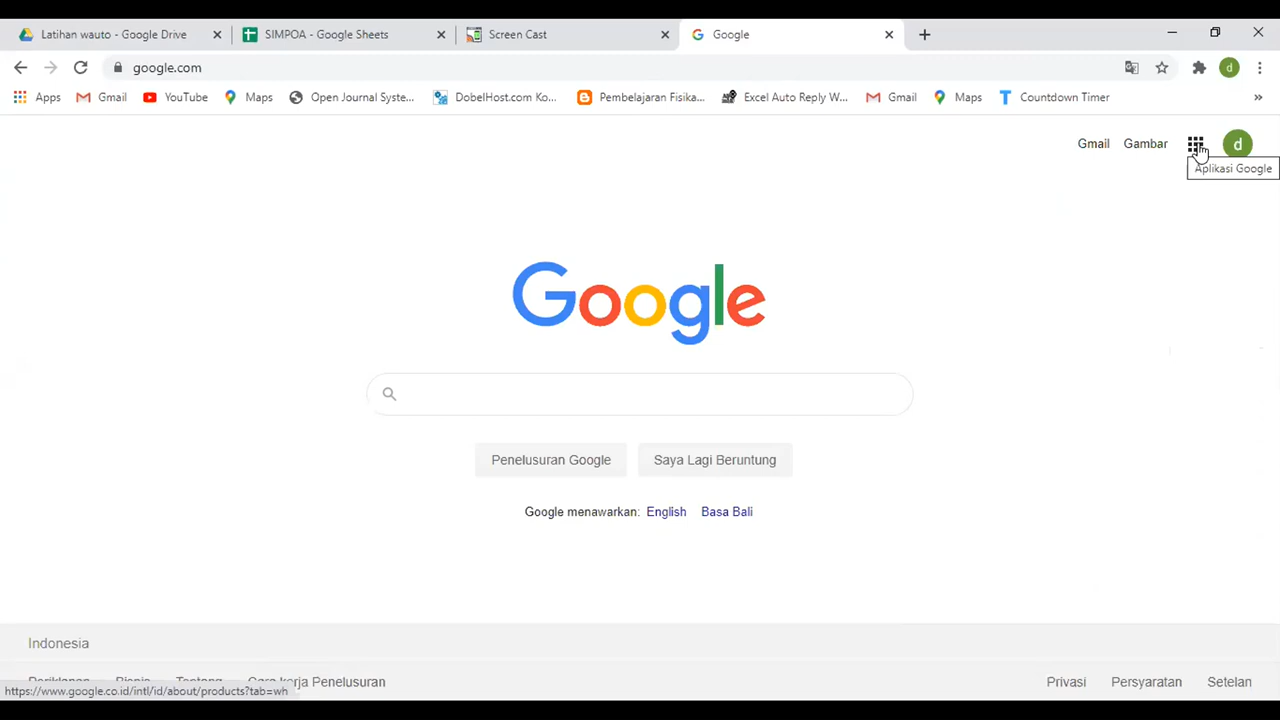 Latihan wauto - Google Drive
SIMPOA - Google Sheets
Screen Cast
Google
google.com
d
Apps
Gmail
YouTube
Maps
Open Journal Syste...
DobelHost.com Ko...
Pembelajaran Fisika...
Excel Auto Reply W...
Gmail
Maps
Countdown Timer
»
Gmail
Gambar
d
Aplikasi Google
Google
Penelusuran Google
Saya Lagi Beruntung
Google menawarkan: English Basa Bali
Indonesia
Periklanan Bisnis Tentang Cara kerja Penelusuran
Privasi Persyaratan Setelan
https://www.google.co.id/intl/id/about/products?tab=wh